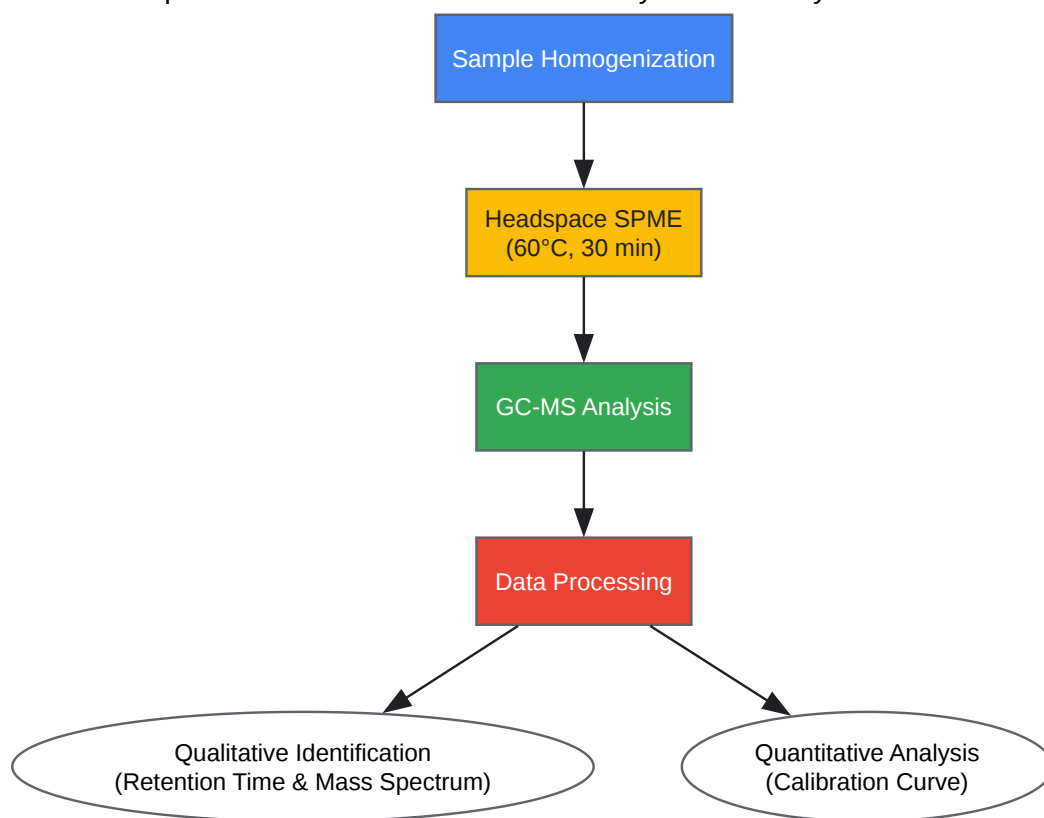 Sample Homogenization
Headspace SPME
(60°C, 30 min)
GC-MS Analysis
Data Processing
Qualitative Identification
(Retention Time & Mass Spectrum)
Quantitative Analysis
(Calibration Curve)